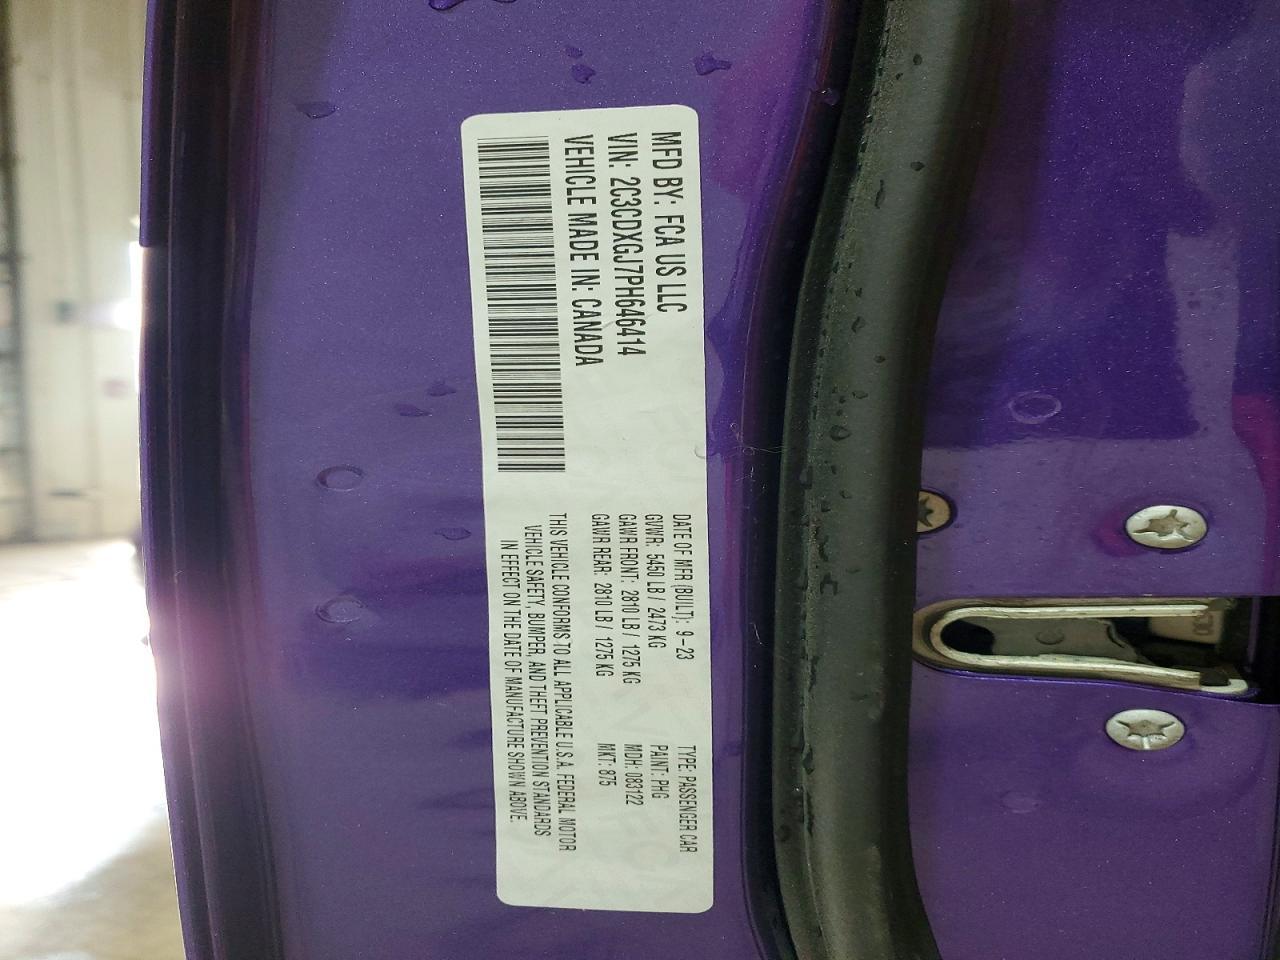 MFD BY: FCA US LLC
VIN: 2C3CDXGJ7PH646414
VEHICLE MADE IN: CANADA
DATE OF MFR (BUILT): 9-23
GVWR: 5450 LB / 2473 KG
GAWR FRONT: 2810 LB / 1275 KG
GAWR REAR: 2810 LB / 1275 KG
TYPE: PASSENGER CAR
PAINT: PHG
MDH: 083122
MKT: 875
THIS VEHICLE CONFORMS TO ALL APPLICABLE U.S.A. FEDERAL MOTOR
VEHICLE SAFETY, BUMPER, AND THEFT PREVENTION STANDARDS
IN EFFECT ON THE DATE OF MANUFACTURE SHOWN ABOVE.